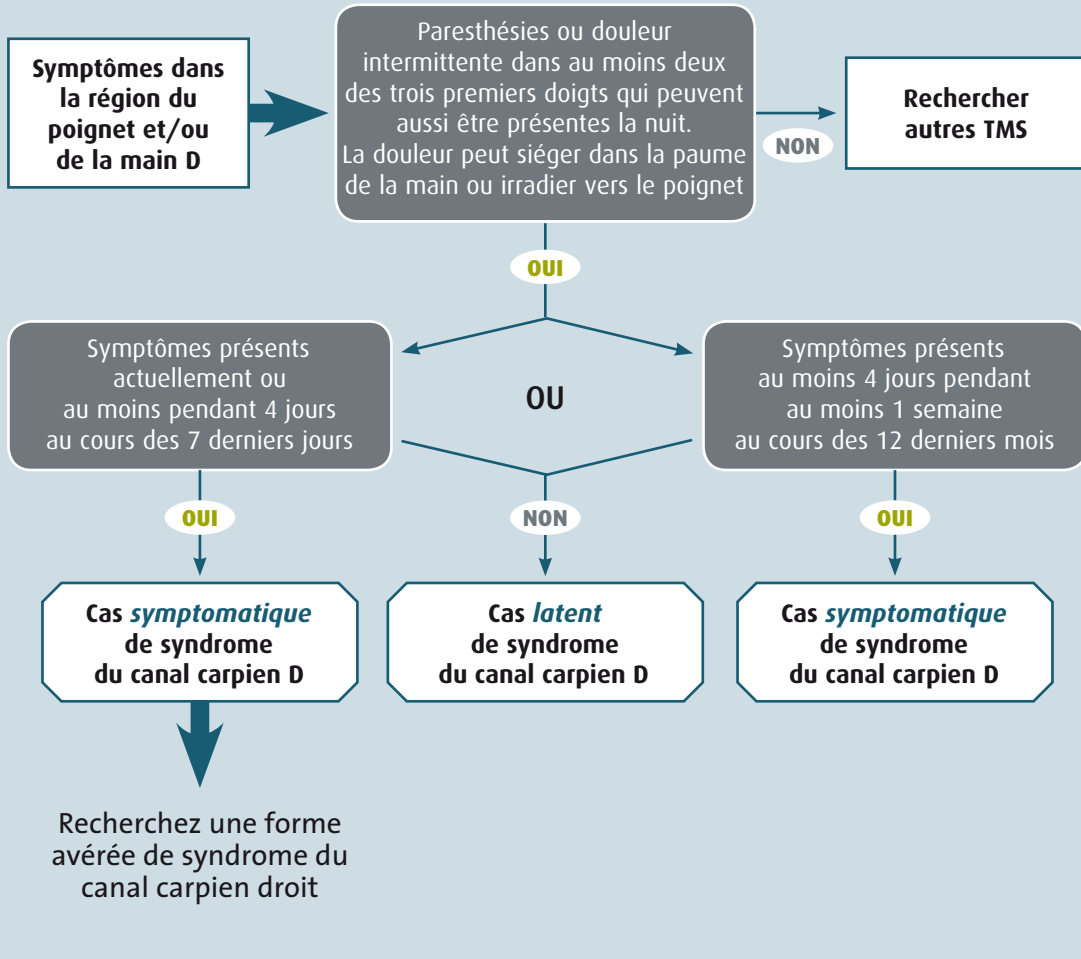 Symptômes dans
la région du
poignet et/ou
de la main D
Paresthésies ou douleur
intermittente dans au moins deux
des trois premiers doigts qui peuvent
aussi être présentes la nuit.
La douleur peut siéger dans la paume
de la main ou irradier vers le poignet
NON
Rechercher
autres TMS
OUI
Symptômes présents
actuellement ou
au moins pendant 4 jours
au cours des 7 derniers jours
OU
Symptômes présents
au moins 4 jours pendant
au moins 1 semaine
au cours des 12 derniers mois
OUI
NON
OUI
Cas symptomatique
de syndrome
du canal carpien D
Cas latent
de syndrome
du canal carpien D
Cas symptomatique
de syndrome
du canal carpien D
Recherchez une forme
avérée de syndrome du
canal carpien droit